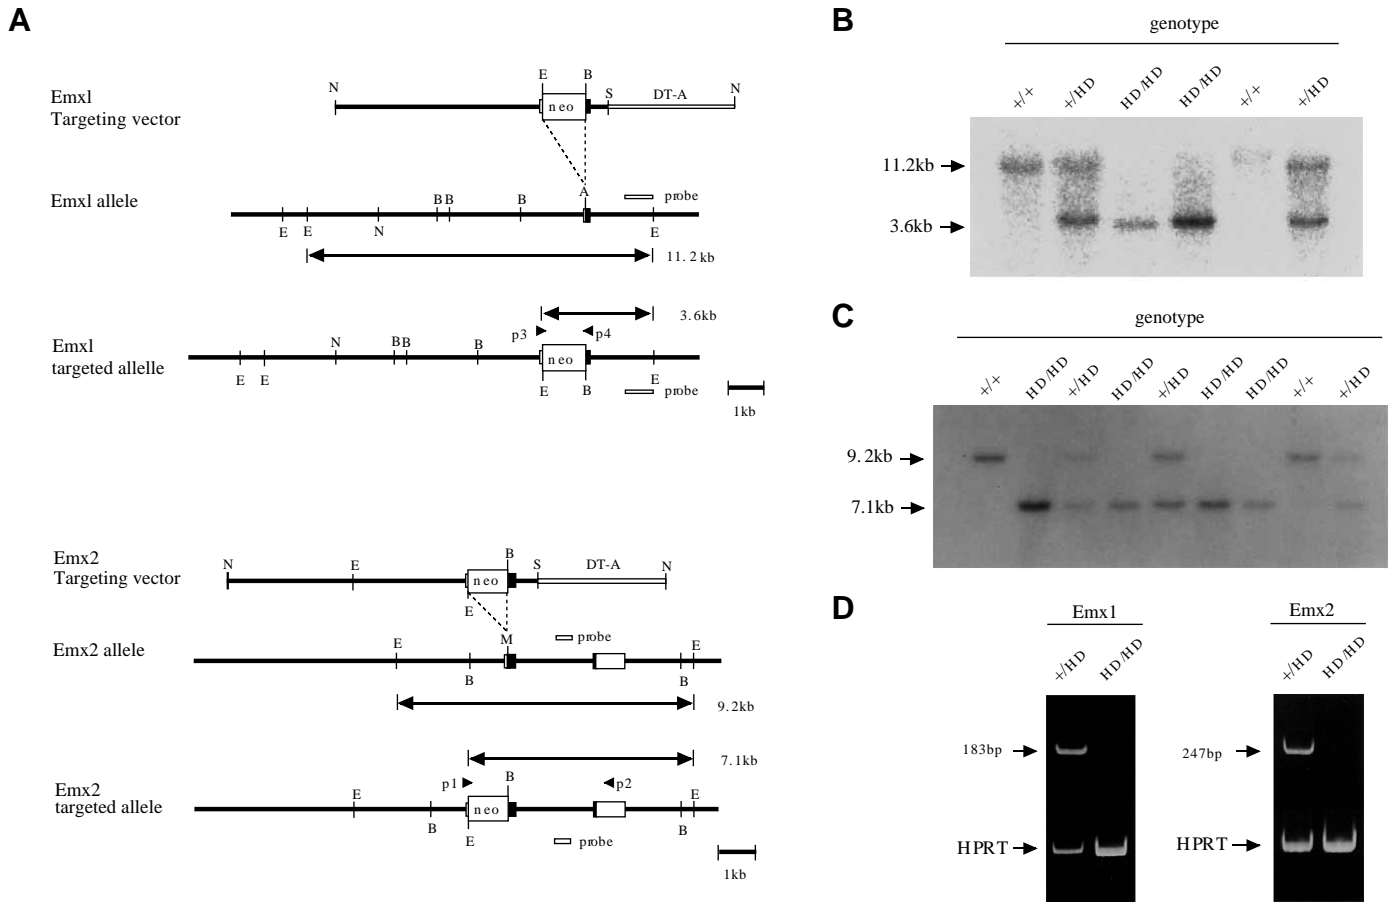 A
Emxl
Targeting vector
N
E
B
neo
S
DT-A
N
Emxl allele
E
E
N
B
B
B
A
probe
E
11.2 kb
3.6kb
p3
p4
Emxl
targeted allelle
E
E
N
B
B
B
neo
E
B
E
probe
1kb
Emx2
Targeting vector
N
E
neo
B
S
DT-A
N
E
Emx2 allele
E
B
M
probe
B
E
9.2kb
7.1kb
p1
B
p2
Emx2
targeted allele
E
B
neo
E
probe
B
E
1kb
B
genotype
+/+
+/HD
HD/HD
HD/HD
+/+
+/HD
11.2kb
3.6kb
C
genotype
+/+
HD/HD
+/HD
HD/HD
+/HD
HD/HD
HD/HD
+/+
+/HD
9.2kb
7.1kb
D
Emx1
+/HD
HD/HD
183bp
HPRT
Emx2
+/HD
HD/HD
247bp
HPRT